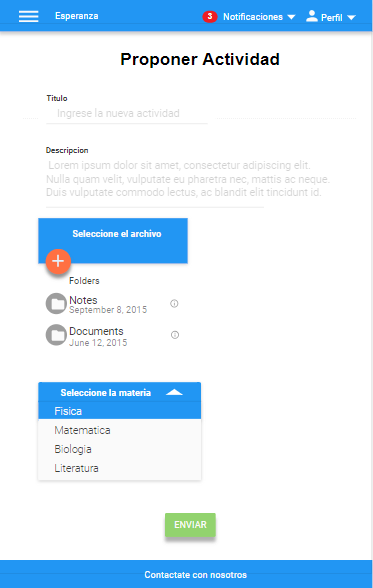 Esperanza 3 Notificaciones Perfil
Proponer Actividad
Titulo
Ingrese la nueva actividad
Descripcion
Lorem ipsum dolor sit amet, consectetur adipiscing elit.
Nulla quam velit, vulputate eu pharetra nec, mattis ac neque.
Duis vulputate commodo lectus, ac blandit elit tincidunt id.
Seleccione el archivo
+
Folders
Notes
September 8, 2015
Documents
June 12, 2015
Seleccione la materia
Fisica
Matematica
Biologia
Literatura
ENVIAR
Contactate con nosotros